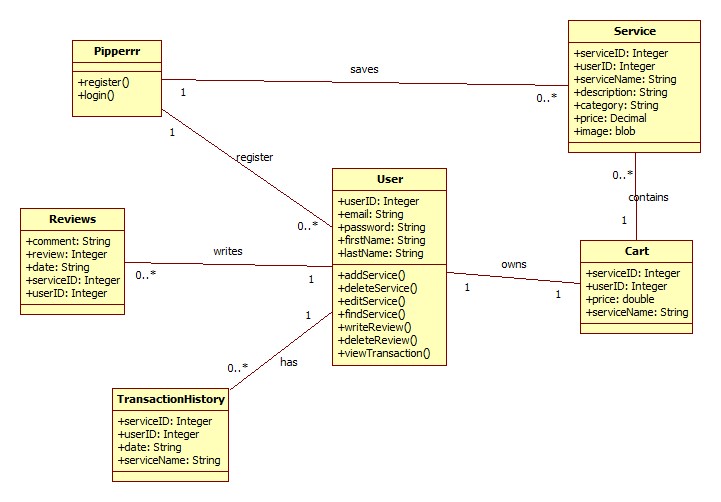 Pipperrr
+register()
+login()
saves
1
0..*
Service
+serviceID: Integer
+userID: Integer
+serviceName: String
+description: String
+category: String
+price: Decimal
+image: blob
1
register
0..*
0..*
contains
1
User
+userID: Integer
+email: String
+password: String
+firstName: String
+lastName: String
+addService()
+deleteService()
+editService()
+findService()
+writeReview()
+deleteReview()
+viewTransaction()
Reviews
+comment: String
+review: Integer
+date: String
+serviceID: Integer
+userID: Integer
writes
0..*
1
owns
1
1
Cart
+serviceID: Integer
+userID: Integer
+price: double
+serviceName: String
1
has
0..*
TransactionHistory
+serviceID: Integer
+userID: Integer
+date: String
+serviceName: String